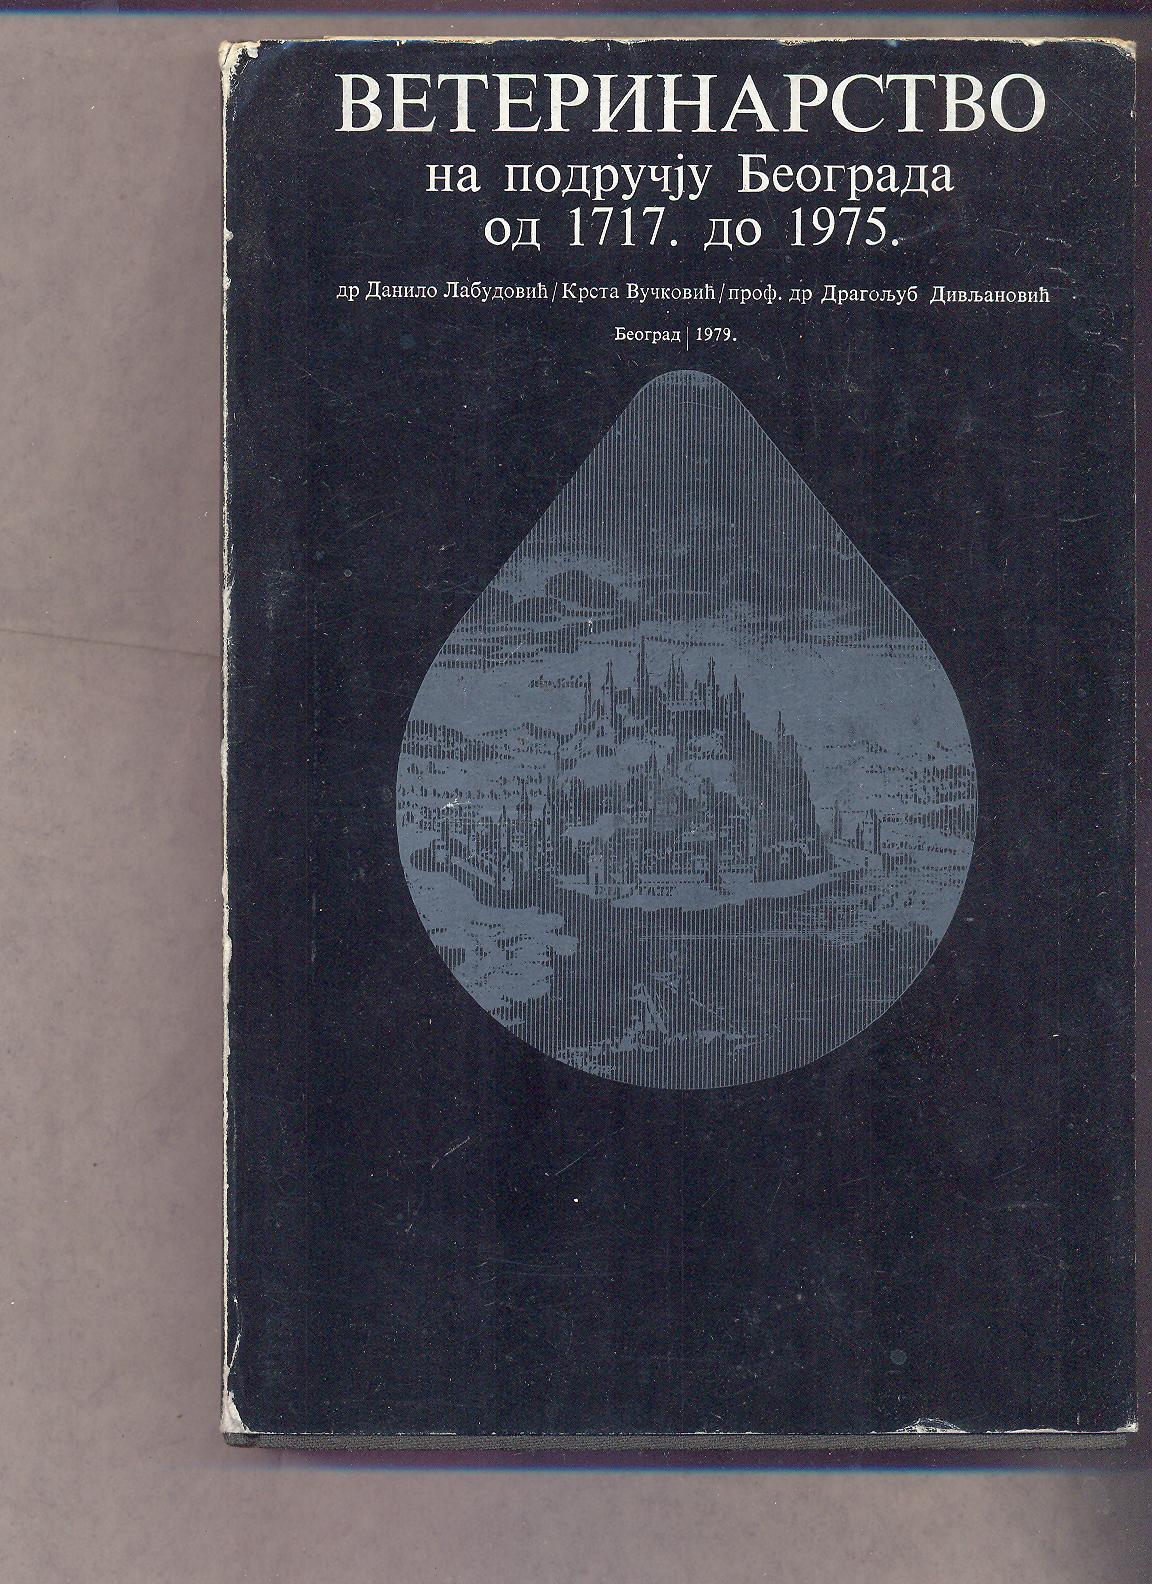 ВЕТЕРИНАРСТВО
на подручју Београда
од 1717. до 1975.
др Данило Лабудовић/Крста Вучковић/проф. др Драгољуб Дивљановић
Београд | 1979.